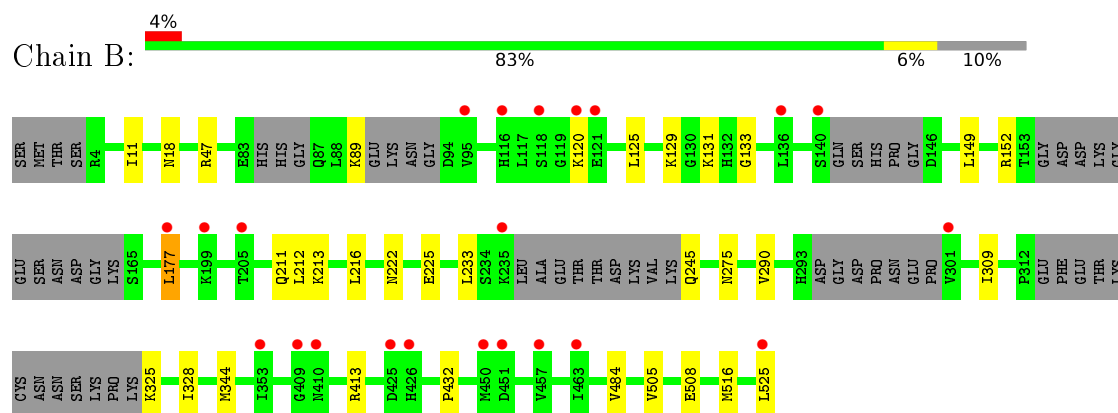 4%
Chain B:
83% 6% 10%
SER MET THR SER R4 I11 N18 R47 E83 HIS HIS GLY Q87 L88 K89 GLU LYS ASN GLY D94 V95 H116 L117 S118 G119 K120 E121 L125 K129 G130 K131 H132 G133 L136 S140 GLN SER HIS PRO GLY D146 L149 R152 T153 GLY ASP ASP LYS GLY
GLU SER ASN ASP GLY LYS S165 L177 K199 T205 Q211 L212 K213 L216 N222 E225 L233 S234 K235 LEU ALA GLU THR THR ASP LYS VAL LYS Q245 N275 V290 H293 ASP GLY ASP PRO ASN GLU PRO V301 I309 P312 GLU PHE GLU THR LYS
CYS ASN ASN SER LYS PRO LYS K325 I328 M344 I353 G409 N410 R413 D425 H426 P432 M450 D451 V457 I463 V484 V505 E508 M516 L525